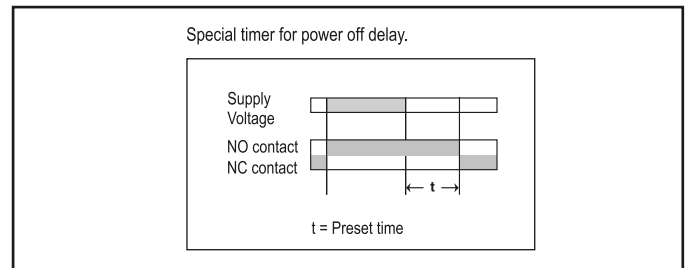 Special timer for power off delay.
Supply
Voltage
NO contact
NC contact
t
t = Preset time